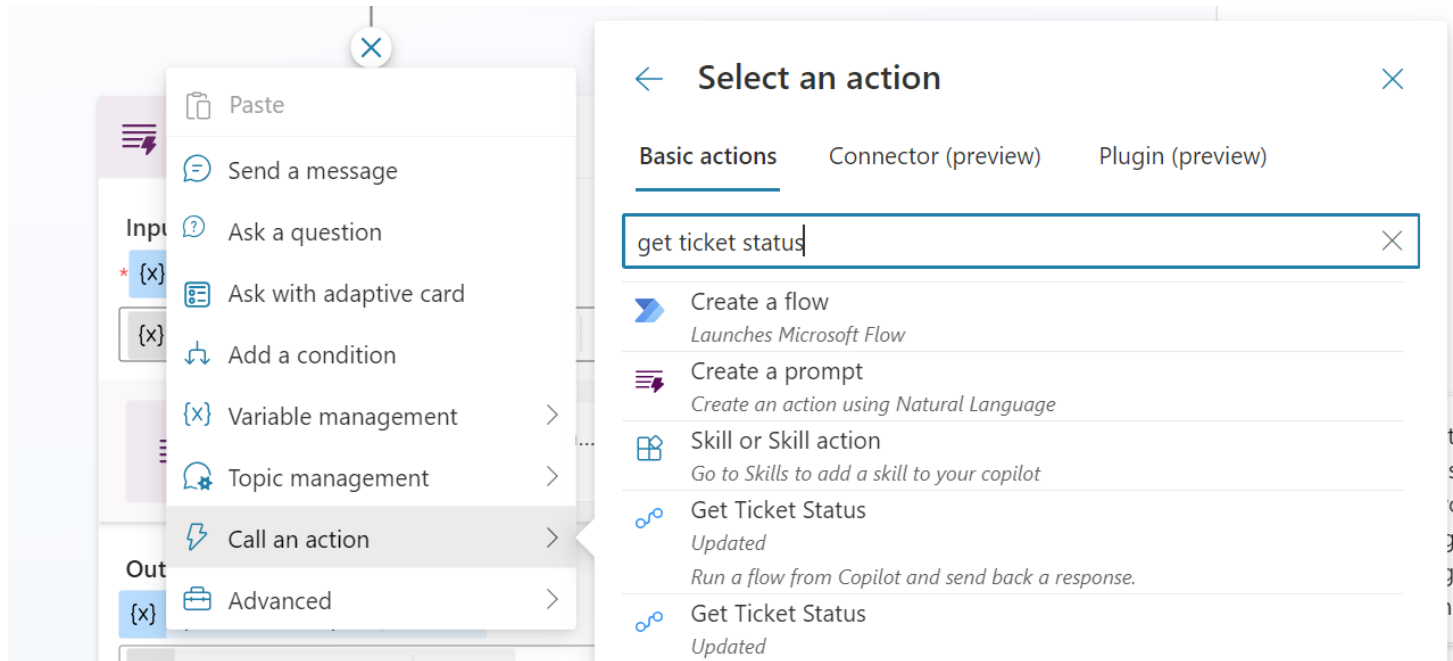 Paste
Send a message
Ask a question
Ask with adaptive card
Add a condition
Variable management
Topic management
Call an action
Advanced
{x}
{x}
{x}
Select an action
Basic actions
Connector (preview)
Plugin (preview)
get ticket status
Create a flow
Launches Microsoft Flow
Create a prompt
Create an action using Natural Language
Skill or Skill action
Go to Skills to add a skill to your copilot
Get Ticket Status
Updated
Run a flow from Copilot and send back a response.
Get Ticket Status
Updated